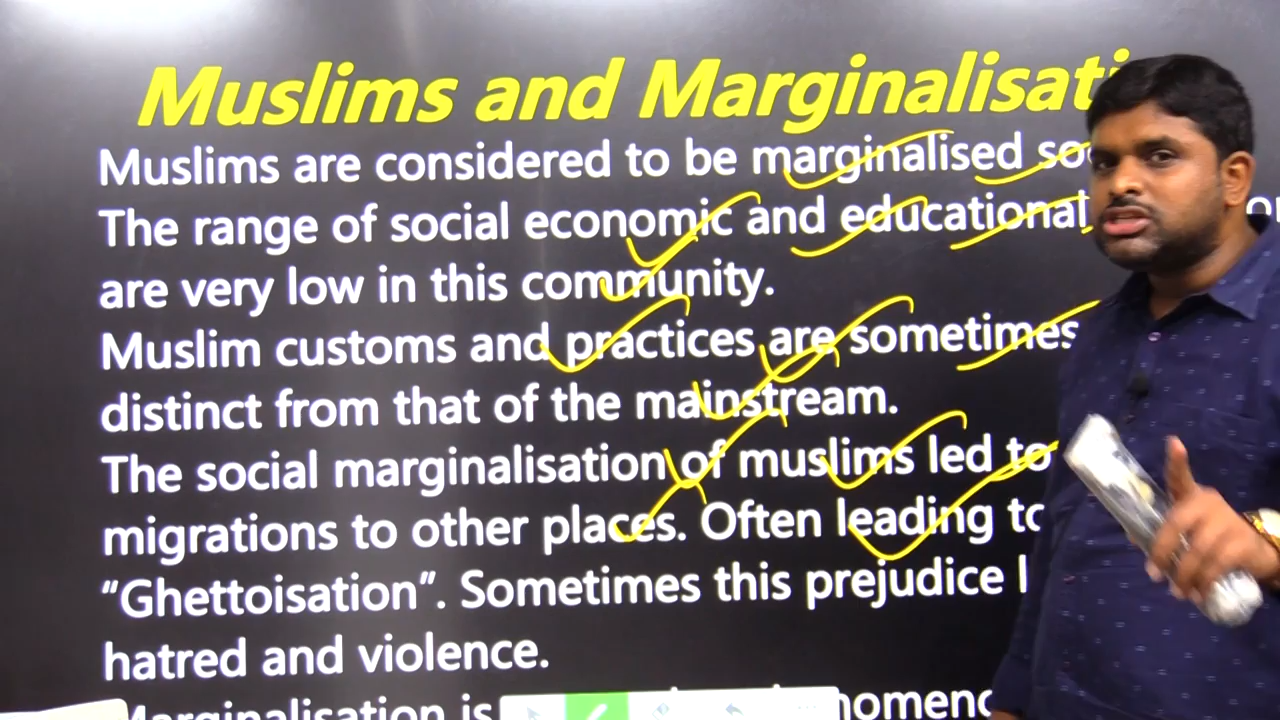 Muslims and Marginalisati
Muslims are considered to be marginalised so
The range of social economic and educational
are very low in this community.
Muslim customs and practices are sometimes
distinct from that of the mainstream.
The social marginalisation of muslims led to
migrations to other places. Often leading to
“Ghettoisation”. Sometimes this prejudice l
hatred and violence.
Marginalisation is